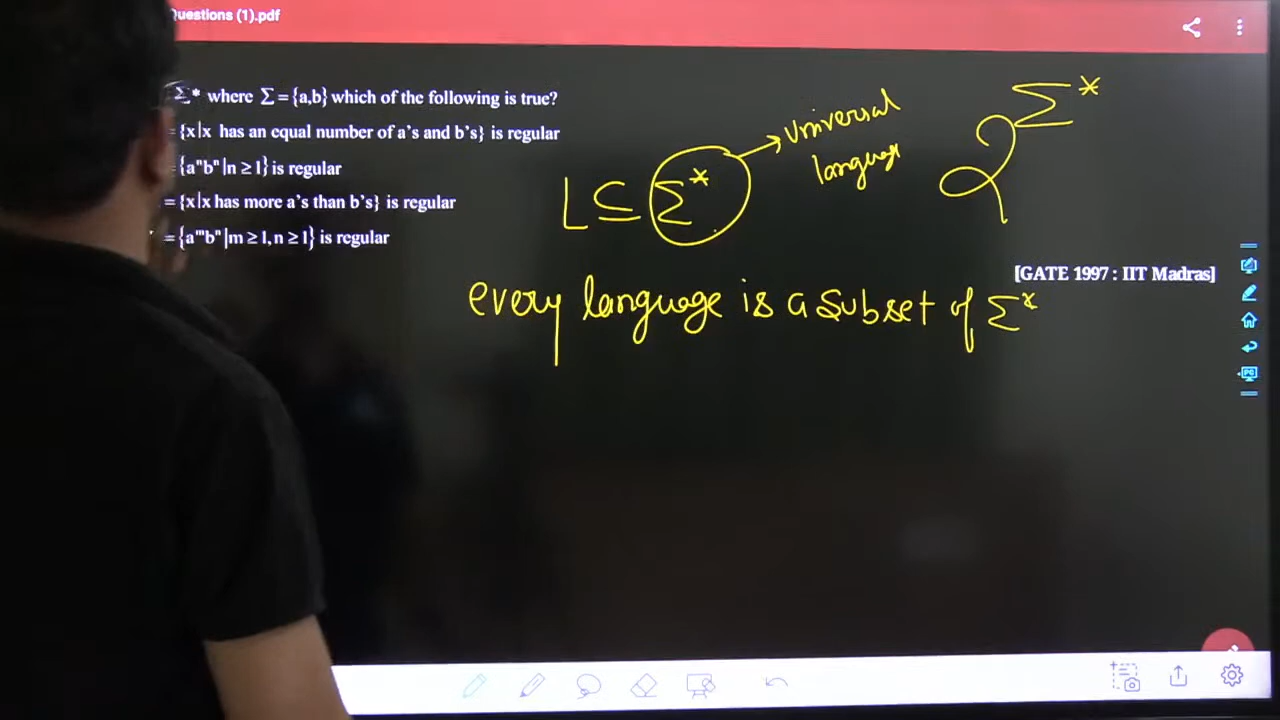 Questions (1).pdf
Σ* where Σ = {a,b} which of the following is true?
= {x|x has an equal number of a's and b's} is regular
= {aⁿbⁿ | n ≥ 1} is regular
= {x|x has more a's than b's} is regular
= {aᵐbⁿ | m ≥ 1, n ≥ 1} is regular
L ⊆ Σ* → Universal
language
2^Σ*
[GATE 1997 : IIT Madras]
every language is a subset of Σ*